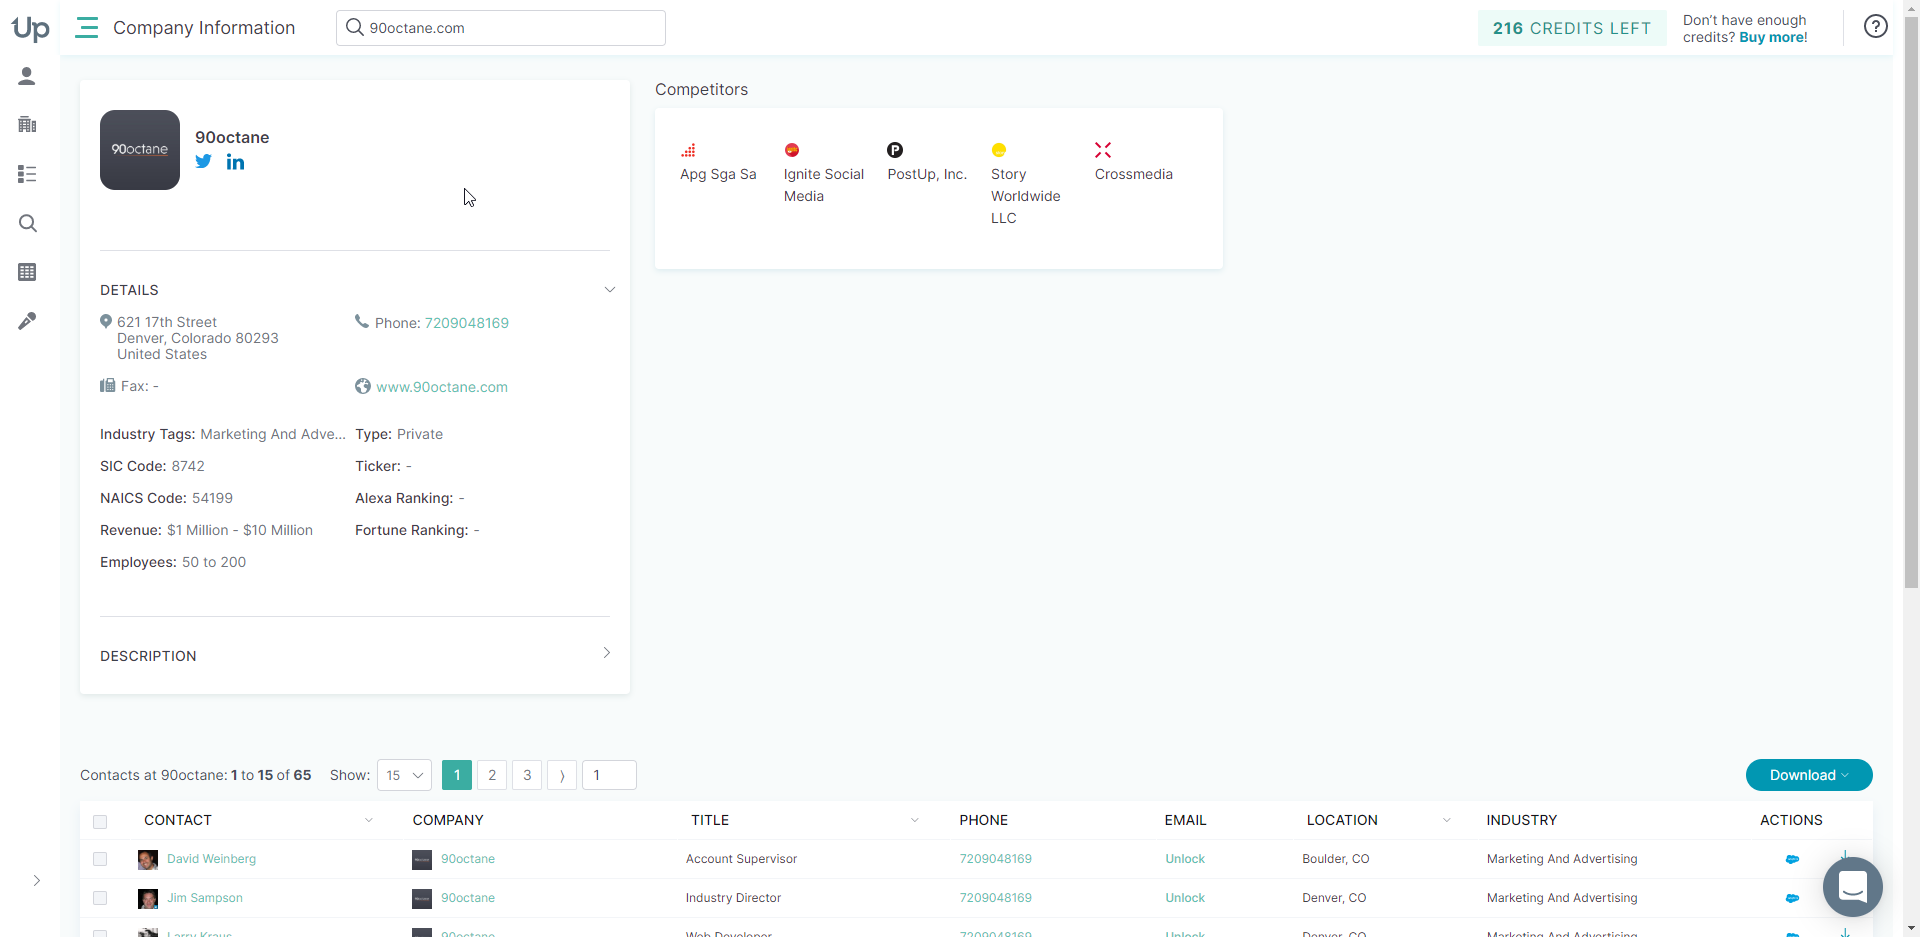 Up
Company Information
90octane.com
216 CREDITS LEFT
Don't have enough
credits? Buy more!
90octane
90octane
Competitors
Apg Sga Sa
Ignite Social
Media
PostUp, Inc.
Story
Worldwide
LLC
Crossmedia
DETAILS
621 17th Street
Denver, Colorado 80293
United States
Phone: 7209048169
Fax: -
www.90octane.com
Industry Tags: Marketing And Adve...
Type: Private
SIC Code: 8742
Ticker: -
NAICS Code: 54199
Alexa Ranking: -
Revenue: $1 Million - $10 Million
Fortune Ranking: -
Employees: 50 to 200
DESCRIPTION
Contacts at 90octane: 1 to 15 of 65 Show: 15 1 2 3 ⟩ 1
Download
CONTACT COMPANY TITLE PHONE EMAIL LOCATION INDUSTRY ACTIONS
David Weinberg 90octane Account Supervisor 7209048169 Unlock Boulder, CO Marketing And Advertising
Jim Sampson 90octane Industry Director 7209048169 Unlock Denver, CO Marketing And Advertising
Larry Kraus 90octane Web Developer 7209048169 Unlock Denver, CO Marketing And Advertising